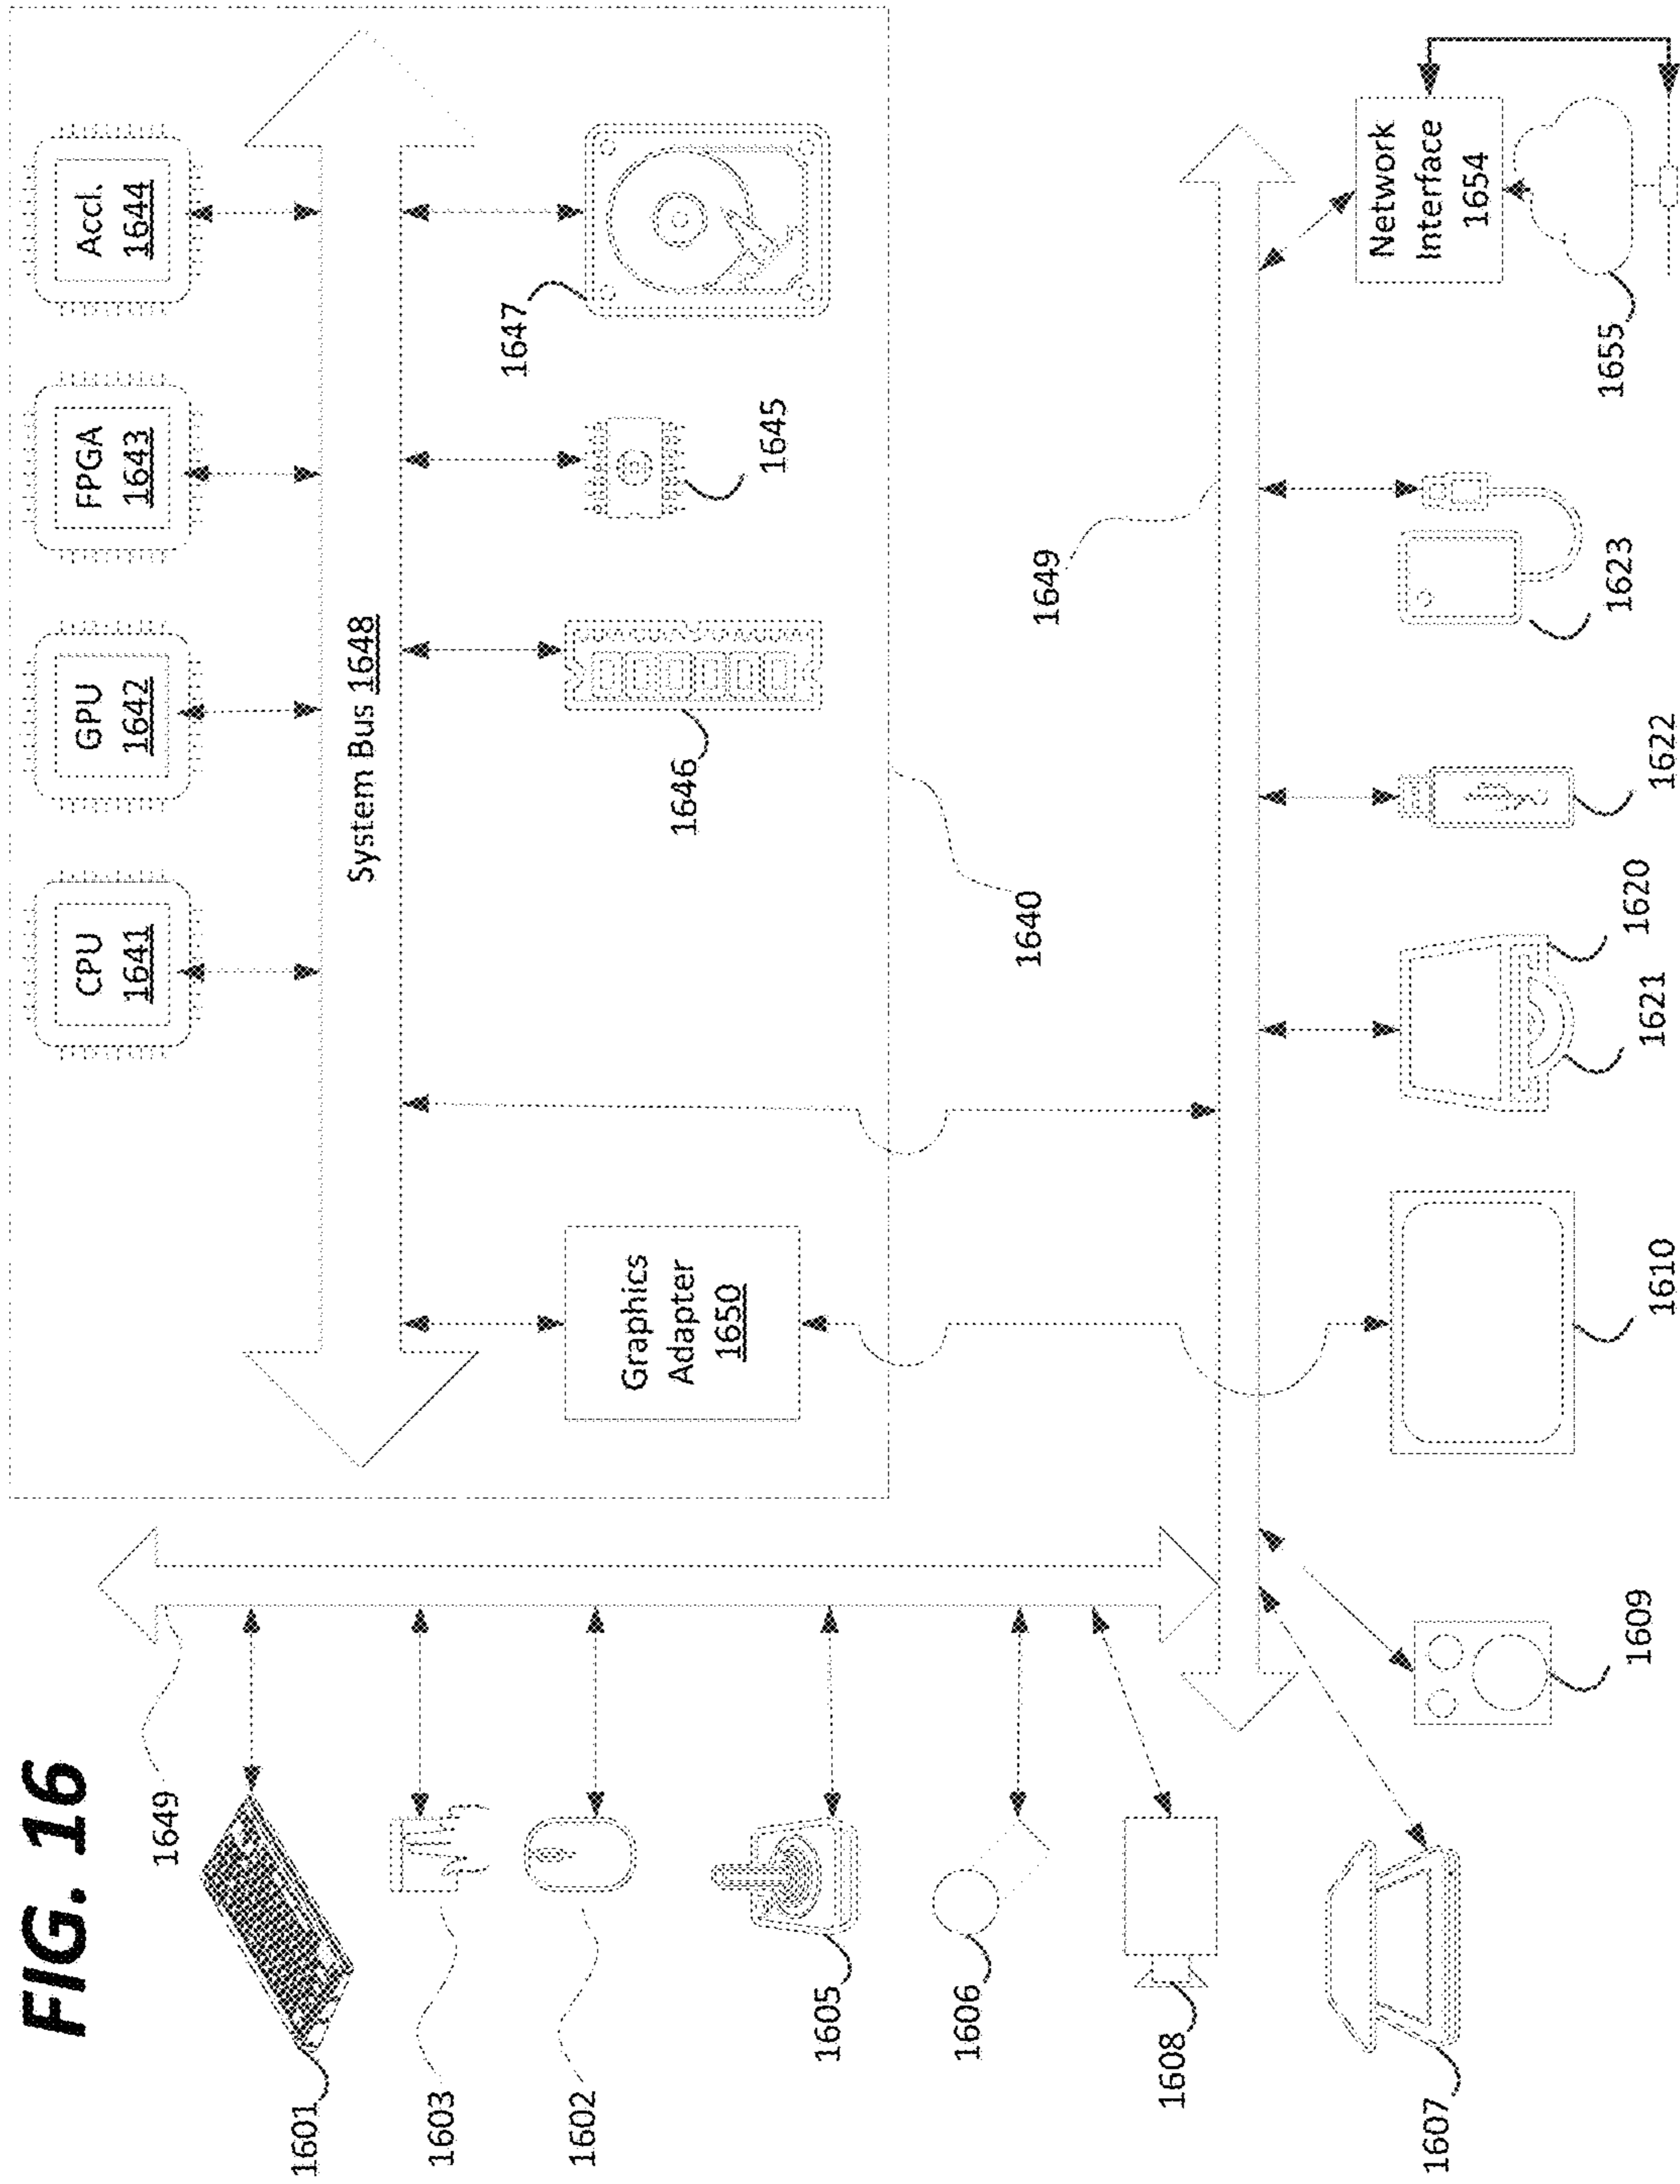 FIG. 16
CPU
1641
GPU
1642
FPGA
1643
Accl.
1644
System Bus 1648
Graphics
Adapter
1650
1646
1645
1647
1640
1649
1649
1601
1603
1602
1605
1606
1608
1607
1609
1610
1621
1620
1622
1623
Network
Interface
1654
1655